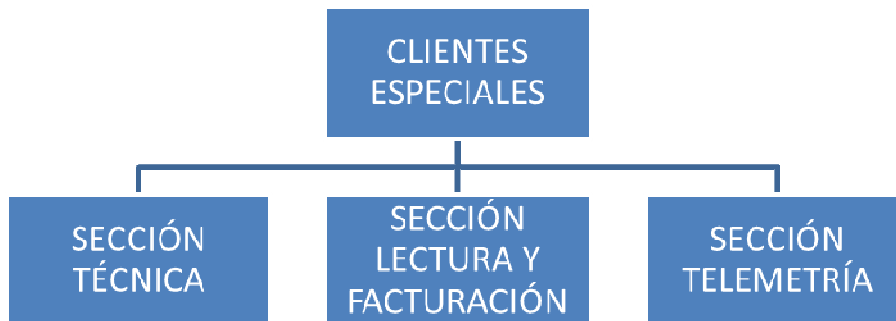 CLIENTES
ESPECIALES
SECCIÓN
TÉCNICA
SECCIÓN
LECTURA Y
FACTURACIÓN
SECCIÓN
TELEMETRÍA